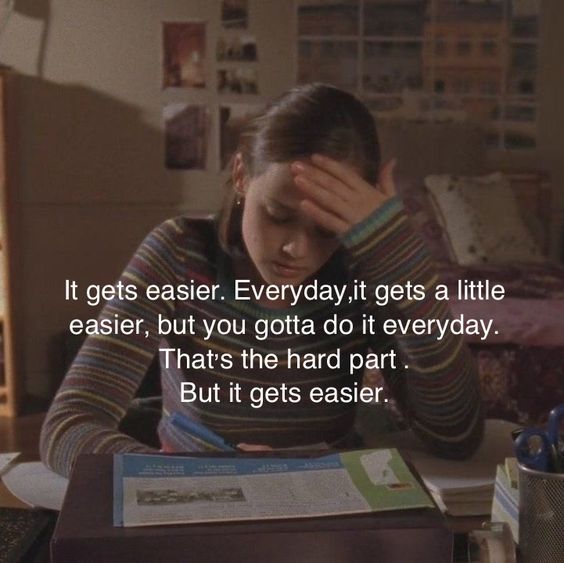 It gets easier. Everyday,it gets a little
easier, but you gotta do it everyday.
That's the hard part .
But it gets easier.